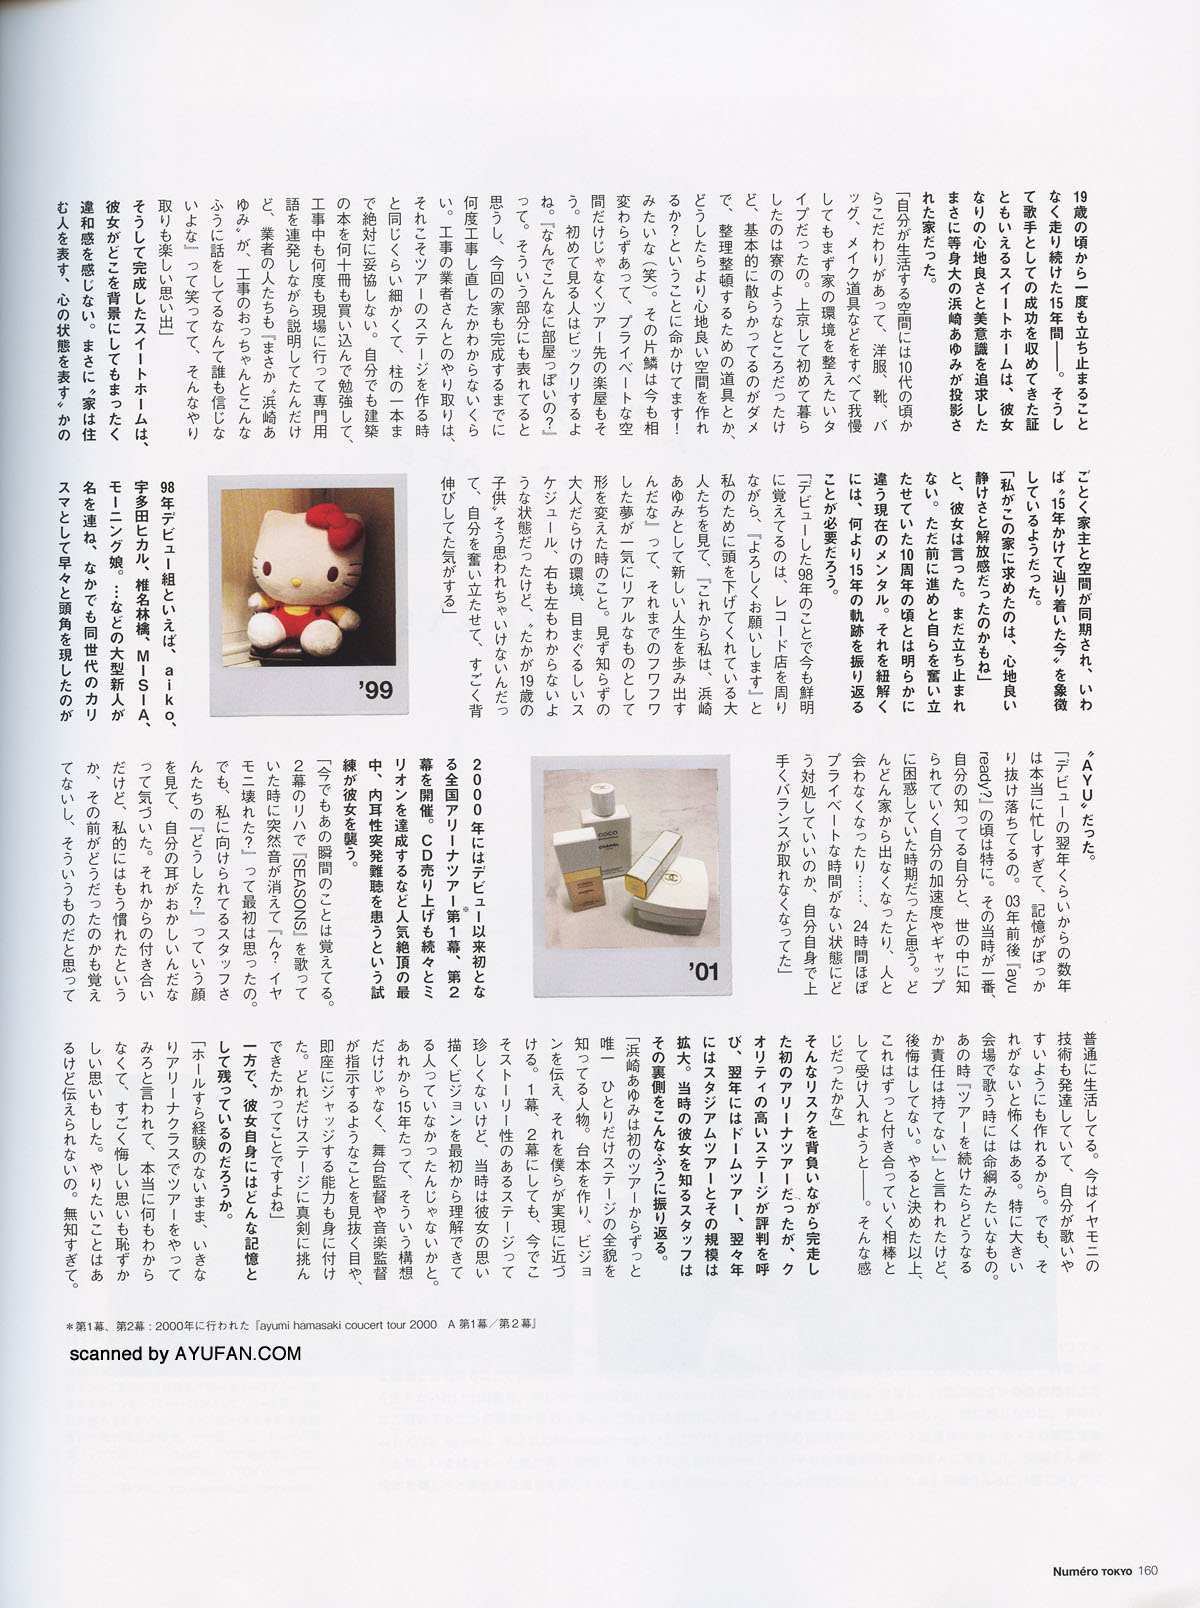 19歳の頃から一度も立ち止まること
なく走り続けた15年間――。そうし
て歌手としての成功を収めてきた証
ともいえるスイートホームは、彼女
なりの心地良さと美意識を追求した
まさに等身大の浜崎あゆみが投影さ
れた家だった。
「自分が生活する空間には10代の頃か
らこだわりがあって、洋服、靴、バ
ッグ、メイク道具などをすべて我慢
してもまず家の環境を整えたいタ
イプだったの。上京して初めて暮ら
したのは寮のようなところだったけ
ど、基本的に散らかってるのがダメ
で、整理整頓するための道具とか、
どうしたらより心地良い空間を作れ
るか？ということに命かけてます！
みたいな（笑）。その片鱗は今も相
変わらずあって、プライベートな空
間だけじゃなくツアー先の楽屋もそ
う。初めて見る人はビックリするよ
ね。『なんでこんなに部屋っぽいの？』
って。そういう部分にも表れてると
思うし、今回の家も完成するまでに
何度工事し直したかわからないくら
い。工事の業者さんとのやり取りは、
それこそツアーのステージを作る時
と同じくらい細かくて、柱の一本ま
で絶対に妥協しない。自分でも建築
の本を何十冊も買い込んで勉強して、
工事中も何度も現場に行って専門用
語を連発しながら説明してたんだけ
ど、業者の人たちも『まさか〝浜崎あ
ゆみ〟が、工事のおっちゃんとこんな
ふうに話をしてるなんて誰も信じな
いよな』って笑ってて、そんなやり
取りも楽しい思い出」
そうして完成したスイートホームは、
彼女がどこを背景にしてもまったく
違和感を感じない。まさに〝家は住
む人を表す、心の状態を表す〟かの
ごとく家主と空間が同期され、いわ
ば〝15年かけて辿り着いた今〟を象徴
しているようだった。
「私がこの家に求めたのは、心地良い
静けさと解放感だったのかもね」
と、彼女は言った。まだ立ち止まれ
ない。ただ前に進めと自らを奮い立
たせていた10周年の頃とは明らかに
違う現在のメンタル。それを紐解く
には、何より15年の軌跡を振り返る
ことが必要だろう。
「デビューした98年のことで今も鮮明
に覚えてるのは、レコード店を周り
ながら、『よろしくお願いします』と
私のために頭を下げてくれている大
人たちを見て、『これから私は、浜崎
あゆみとして新しい人生を歩み出す
んだな』って、それまでのフワフワ
した夢が一気にリアルなものとして
形を変えた時のこと。見ず知らずの
大人だらけの環境、目まぐるしいス
ケジュール、右も左もわからないよ
うな状態だったけど、〝たかが19歳の
子供〟そう思われちゃいけないんだっ
て、自分を奮い立たせて、すごく背
伸びしてた気がする」
’99
98年デビュー組といえば、aiko、
宇多田ヒカル、椎名林檎、MISIA、
モーニング娘。…などの大型新人が
名を連ね、なかでも同世代のカリ
スマとして早々と頭角を現したのが
〝AYU〟だった。
「デビューの翌年くらいからの数年
は本当に忙しすぎて、記憶がぽっか
り抜け落ちてるの。03年前後『ayu
ready?』の頃は特に。その当時が一番、
自分の知ってる自分と、世の中に知
られていく自分の加速度やギャップ
に困惑していた時期だったと思う。ど
んどん家から出なくなったり、人と
会わなくなったり……、24時間ほぼ
プライベートな時間がない状態にど
う対処していいのか、自分自身で上
手くバランスが取れなくなってた」
’01
2000年にはデビュー以来初とな
る全国アリーナツアー第1幕、第2
※
幕を開催。CD売り上げも続々とミ
リオンを達成するなど人気絶頂の最
中、内耳性突発難聴を患うという試
練が彼女を襲う。
「今でもあの瞬間のことは覚えてる。
2幕のリハで『SEASONS』を歌って
いた時に突然音が消えて『ん？ イヤ
モニ壊れた？』って最初は思ったの。
でも、私に向けられてるスタッフさ
んたちの『どうした？』っていう顔
を見て、自分の耳がおかしいんだな
って気づいた。それからの付き合い
だけど、私的にはもう慣れたという
か、その前がどうだったのかも覚え
てないし、そういうものだと思って
普通に生活してる。今はイヤモニの
技術も発達していて、自分が歌いや
すいようにも作れるから。でも、そ
れがないと怖くはある。特に大きい
会場で歌う時には命綱みたいなもの。
あの時『ツアーを続けたらどうなる
か責任は持てない』と言われたけど、
後悔はしてない。やると決めた以上、
これはずっと付き合っていく相棒と
して受け入れようと――。そんな感
じだったかな」
そんなリスクを背負いながら完走し
た初のアリーナツアーだったが、ク
オリティの高いステージが評判を呼
び、翌年にはドームツアー、翌々年
にはスタジアムツアーとその規模は
拡大。当時の彼女を知るスタッフは
その裏側をこんなふうに振り返る。
「浜崎あゆみは初のツアーからずっと
唯一 ひとりだけステージの全貌を
知ってる人物。台本を作り、ビジョ
ンを伝え、それを僕らが実現に近づ
ける。1幕、2幕にしても、今でこ
そストーリー性のあるステージって
珍しくないけど、当時は彼女の思い
描くビジョンを最初から理解できて
る人っていなかったんじゃないかと。
あれから15年たって、そういう構想
だけじゃなく、舞台監督や音楽監督
が指示するようなことを見抜く目や、
即座にジャッジする能力も身に付け
た。どれだけステージに真剣に挑ん
できたかってことですよね」
一方で、彼女自身にはどんな記憶と
して残っているのだろうか。
「ホールすら経験のないまま、いきな
りアリーナクラスでツアーをやって
みろと言われて、本当に何もわから
なくて、すごく悔しい思いも恥ずか
しい思いもした。やりたいことはあ
るけど伝えられないの。無知すぎて。
＊第1幕、第2幕：2000年に行われた『ayumi hamasaki coucert tour 2000 A 第1幕／第2幕』
scanned by AYUFAN.COM
Numéro TOKYO 160